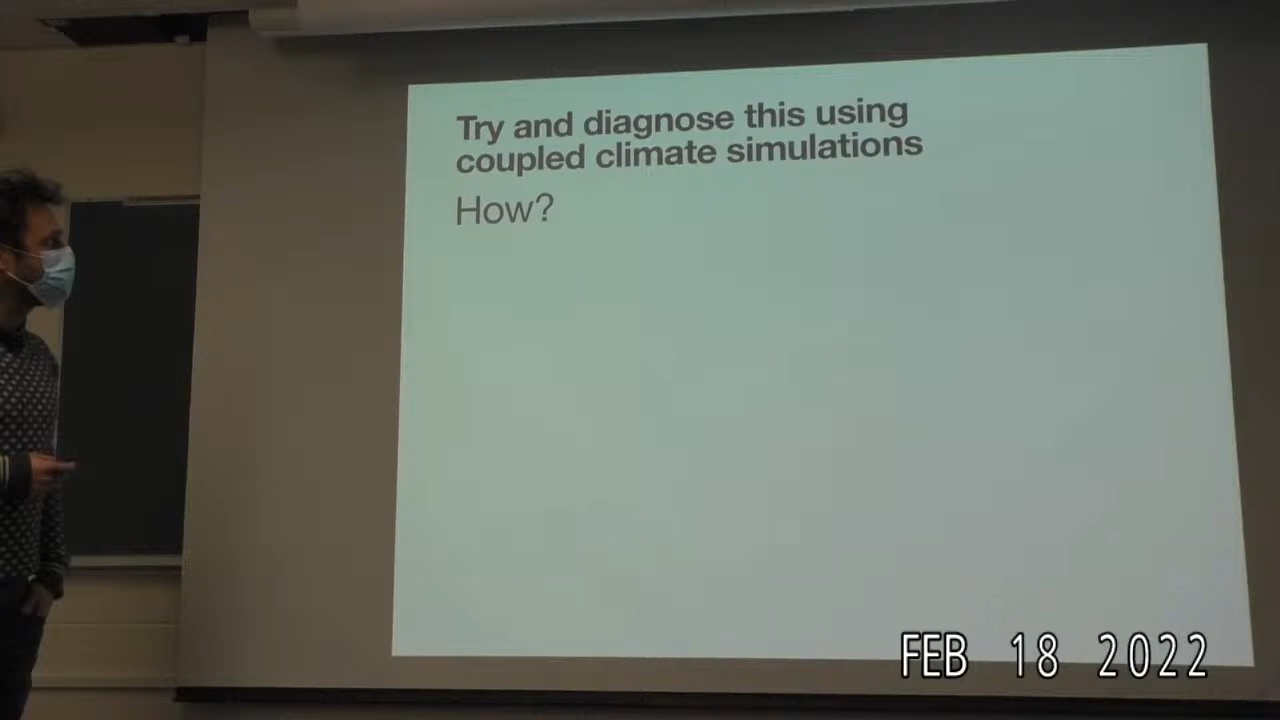 Try and diagnose this using
coupled climate simulations
How?
FEB 18 2022